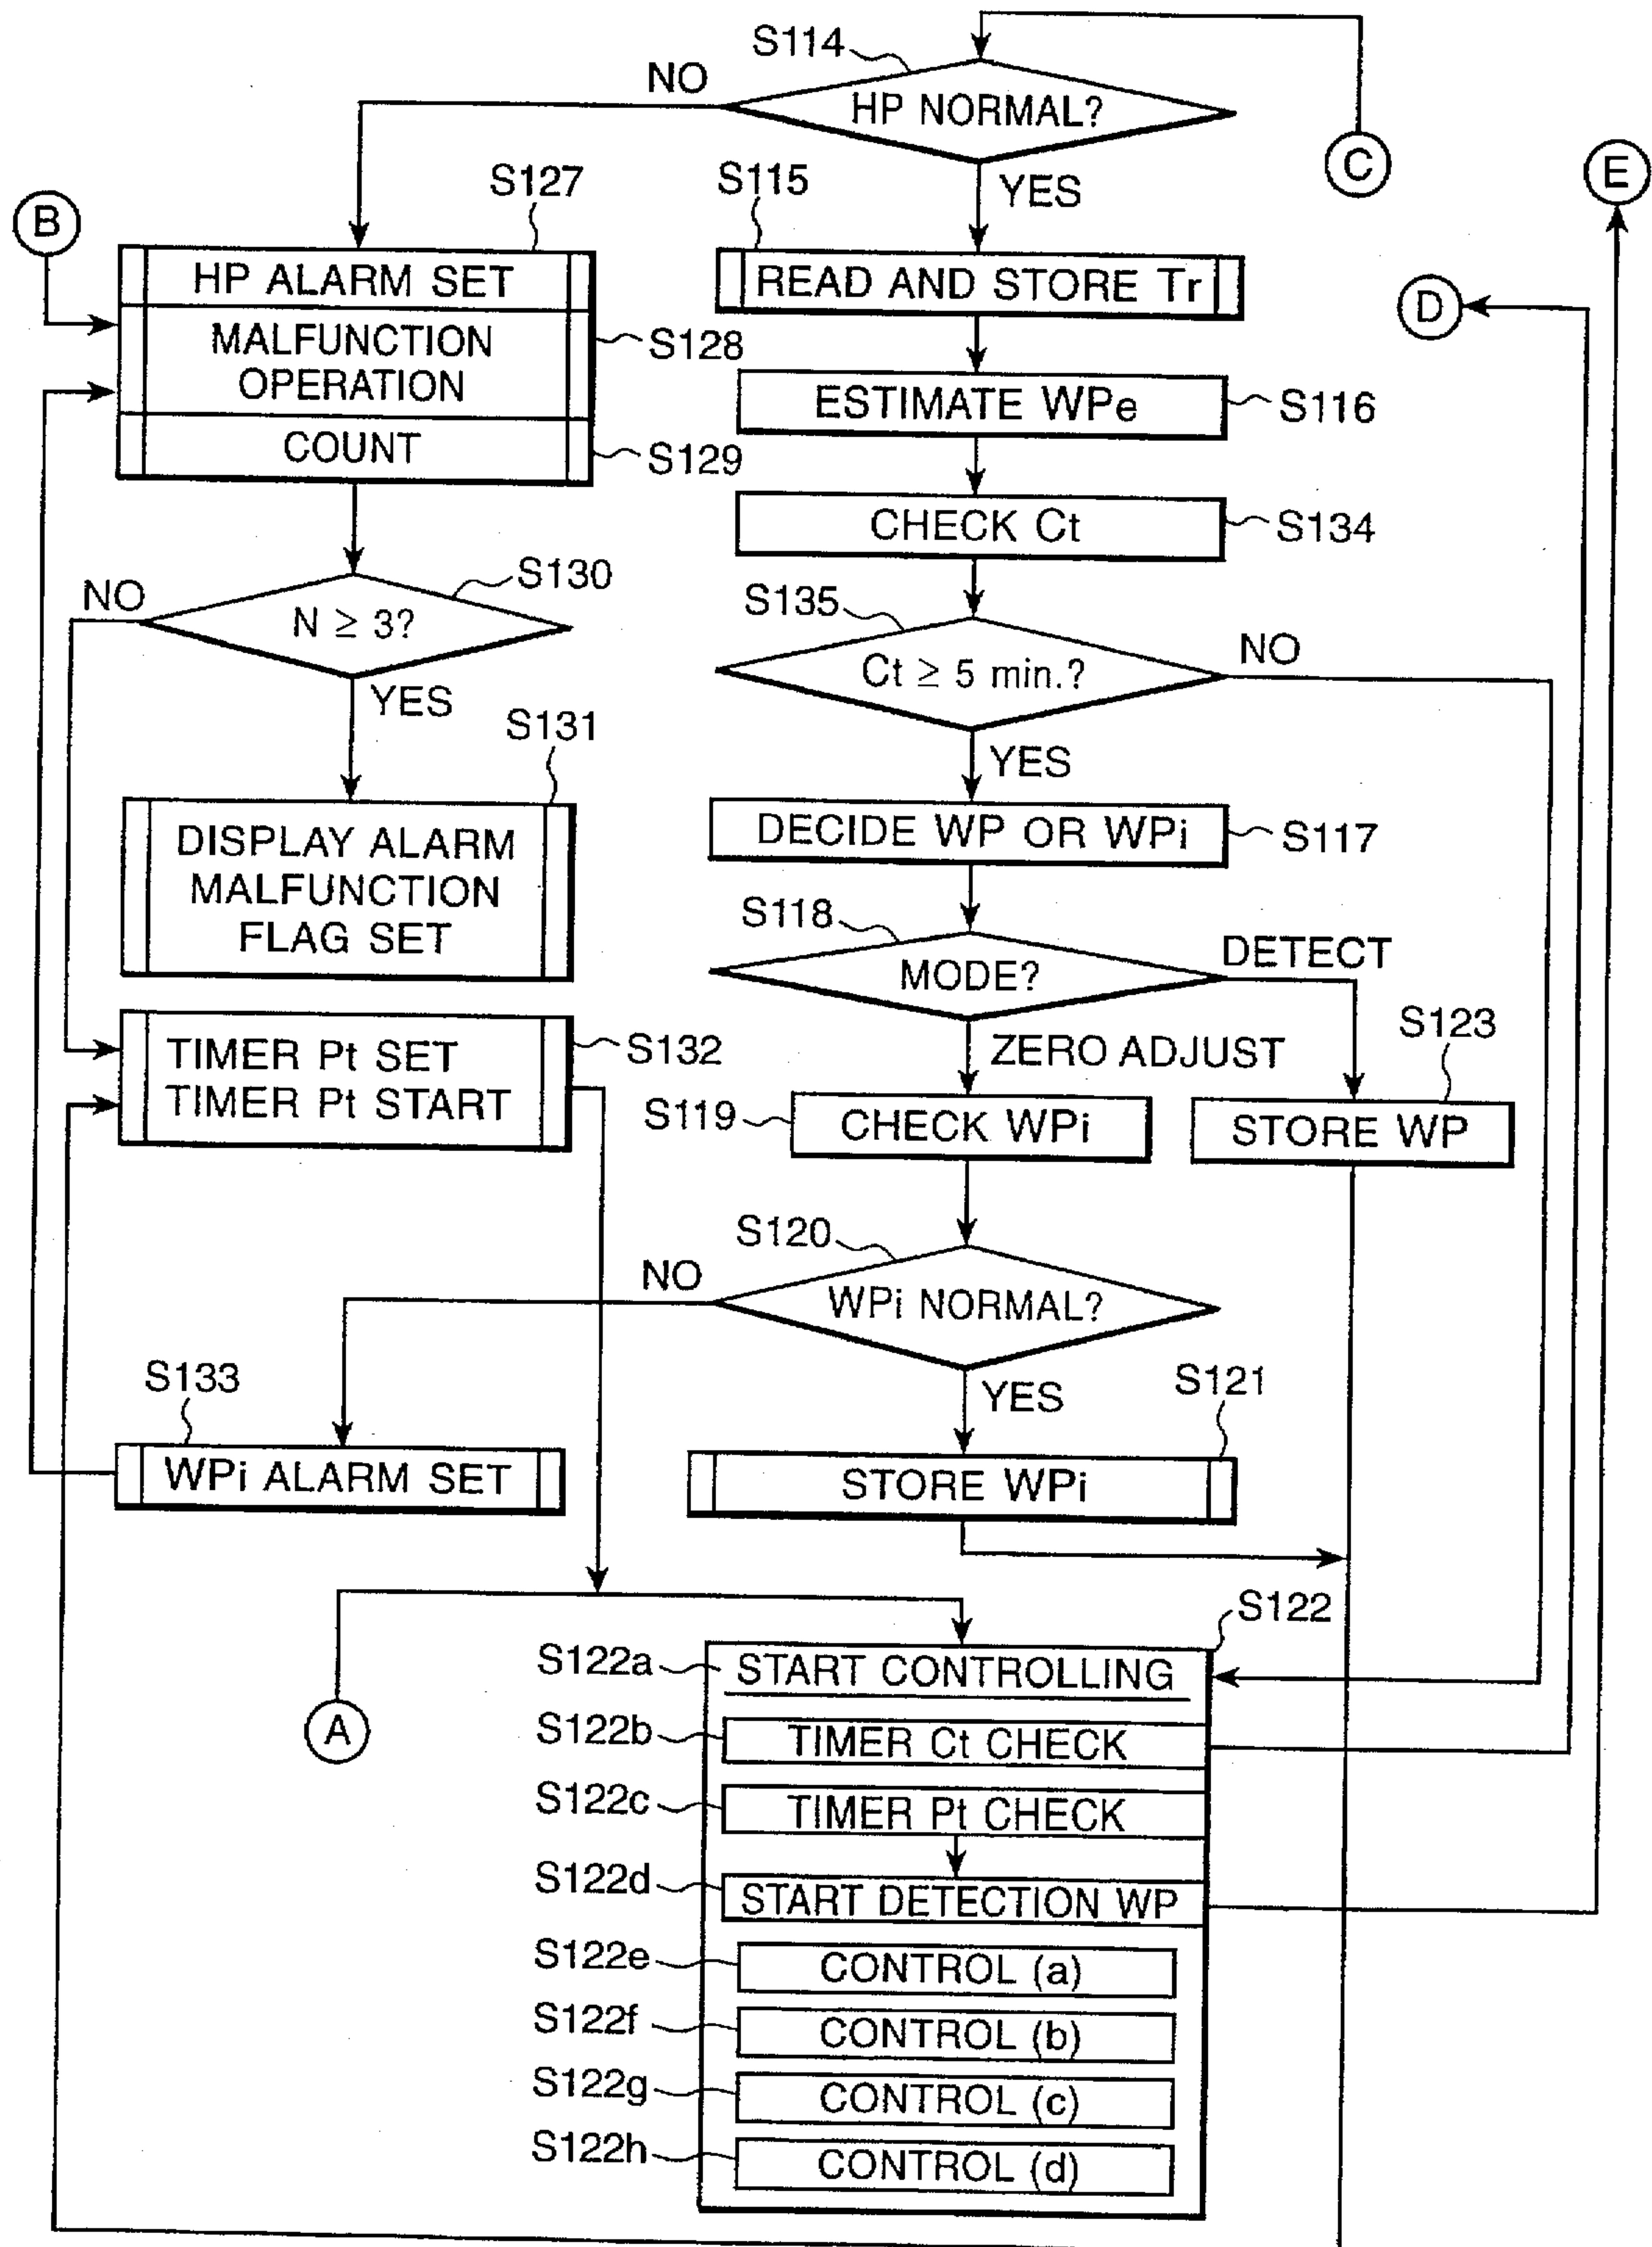 S114
NO
HP NORMAL?
C
E
B
S127
S115
YES
HP ALARM SET
READ AND STORE Tr
D
MALFUNCTION
OPERATION
S128
ESTIMATE WPe
S116
COUNT
S129
CHECK Ct
S134
S130
NO
N ≥ 3?
S135
NO
Ct ≥ 5 min.?
YES
S131
YES
DISPLAY ALARM
MALFUNCTION
FLAG SET
DECIDE WP OR WPi
S117
S118
DETECT
MODE?
TIMER Pt SET
TIMER Pt START
S132
ZERO ADJUST
S123
S119
CHECK WPi
STORE WP
S120
NO
WPi NORMAL?
S133
YES
S121
WPi ALARM SET
STORE WPi
S122
S122a
START CONTROLLING
A
S122b
TIMER Ct CHECK
S122c
TIMER Pt CHECK
S122d
START DETECTION WP
S122e
CONTROL (a)
S122f
CONTROL (b)
S122g
CONTROL (c)
S122h
CONTROL (d)